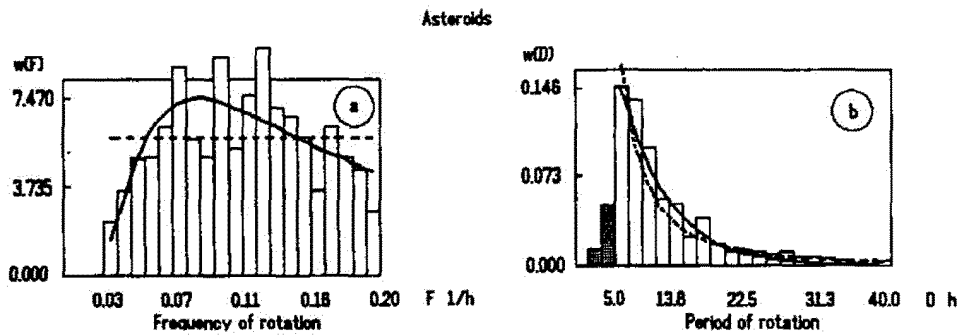 Asteroids
w(F)
7.470
3.735
0.000
a
0.03 0.07 0.11 0.16 0.20 F 1/h
Frequency of rotation
w(D)
0.146
0.073
0.000
b
5.0 13.8 22.5 31.3 40.0 D h
Period of rotation